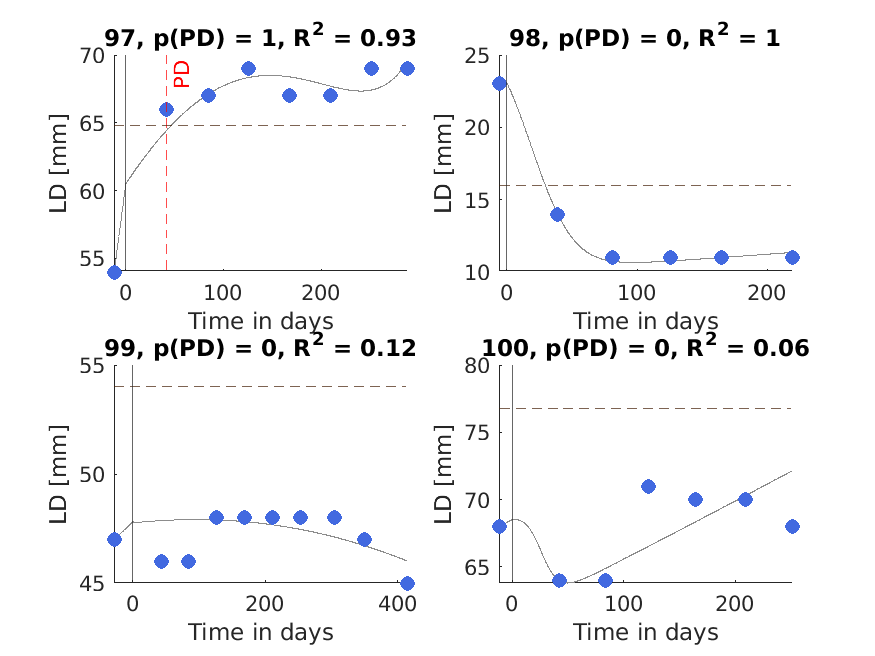 97, p(PD) = 1, R² = 0.93
70
65
60
55
LD [mm]
PD
0
100
200
Time in days
98, p(PD) = 0, R² = 1
25
20
15
10
LD [mm]
0
100
200
Time in days
99, p(PD) = 0, R² = 0.12
55
50
45
LD [mm]
0
200
400
Time in days
100, p(PD) = 0, R² = 0.06
80
75
70
65
LD [mm]
0
100
200
Time in days